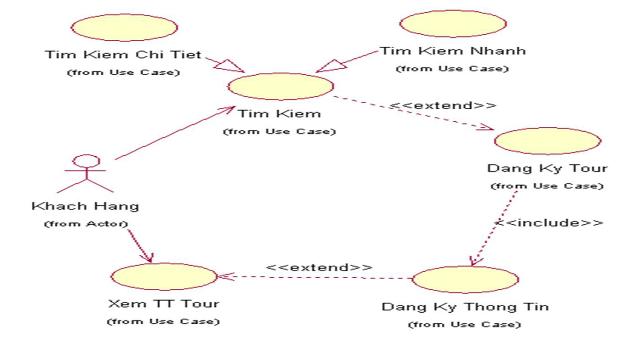 Tim Kiem Chi Tiet
(from Use Case)
Tim Kiem Nhanh
(from Use Case)
Tim Kiem
(from Use Case)
<<extend>>
Dang Ky Tour
(from Use Case)
Khach Hang
(from Actor)
<<include>>
<<extend>>
Xem TT Tour
(from Use Case)
Dang Ky Thong Tin
(from Use Case)